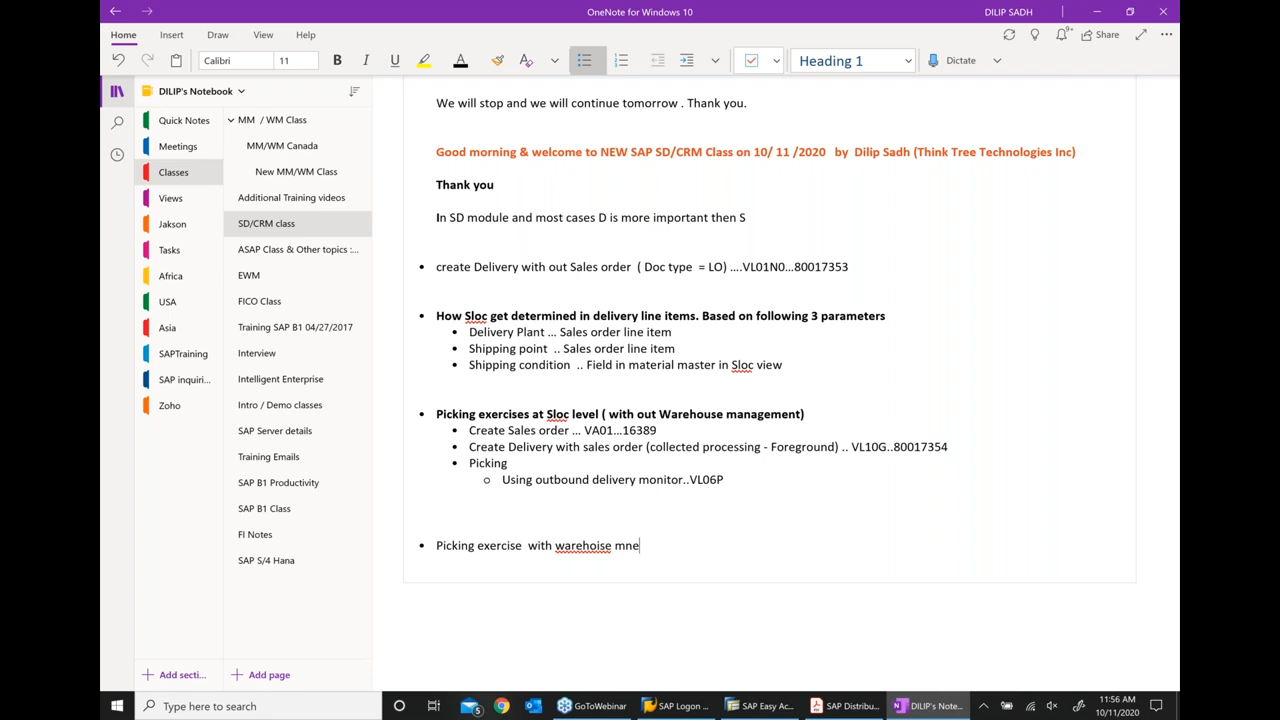 OneNote for Windows 10
DILIP SADH
Home Insert Draw View Help
Share
Calibri 11 B I U A Heading 1 Dictate
DILIP's Notebook
Quick Notes
Meetings
Classes
Views
Jakson
Tasks
Africa
USA
Asia
SAPTraining
SAP inquiri...
Zoho
Add secti...
MM / WM Class
MM/WM Canada
New MM/WM Class
Additional Training videos
SD/CRM class
ASAP Class & Other topics :...
EWM
FICO Class
Training SAP B1 04/27/2017
Interview
Intelligent Enterprise
Intro / Demo classes
SAP Server details
Training Emails
SAP B1 Productivity
SAP B1 Class
FI Notes
SAP S/4 Hana
Add page
We will stop and we will continue tomorrow . Thank you.
Good morning & welcome to NEW SAP SD/CRM Class on 10/ 11 /2020 by Dilip Sadh (Think Tree Technologies Inc)
Thank you
In SD module and most cases D is more important then S
• create Delivery with out Sales order ( Doc type = LO) ....VL01N0...80017353
• How Sloc get determined in delivery line items. Based on following 3 parameters
• Delivery Plant ... Sales order line item
• Shipping point .. Sales order line item
• Shipping condition .. Field in material master in Sloc view
• Picking exercises at Sloc level ( with out Warehouse management)
• Create Sales order ... VA01...16389
• Create Delivery with sales order (collected processing - Foreground) .. VL10G..80017354
• Picking
o Using outbound delivery monitor..VL06P
• Picking exercise with warehoise mne
Type here to search
5
GoToWebinar
SAP Logon ...
SAP Easy Ac...
SAP Distribu...
DILIP's Note...
11:56 AM
10/11/2020